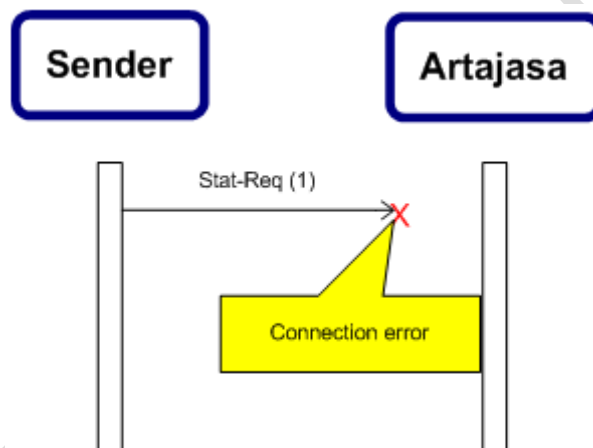 Sender
Artajasa
Stat-Req (1)
X
Connection error